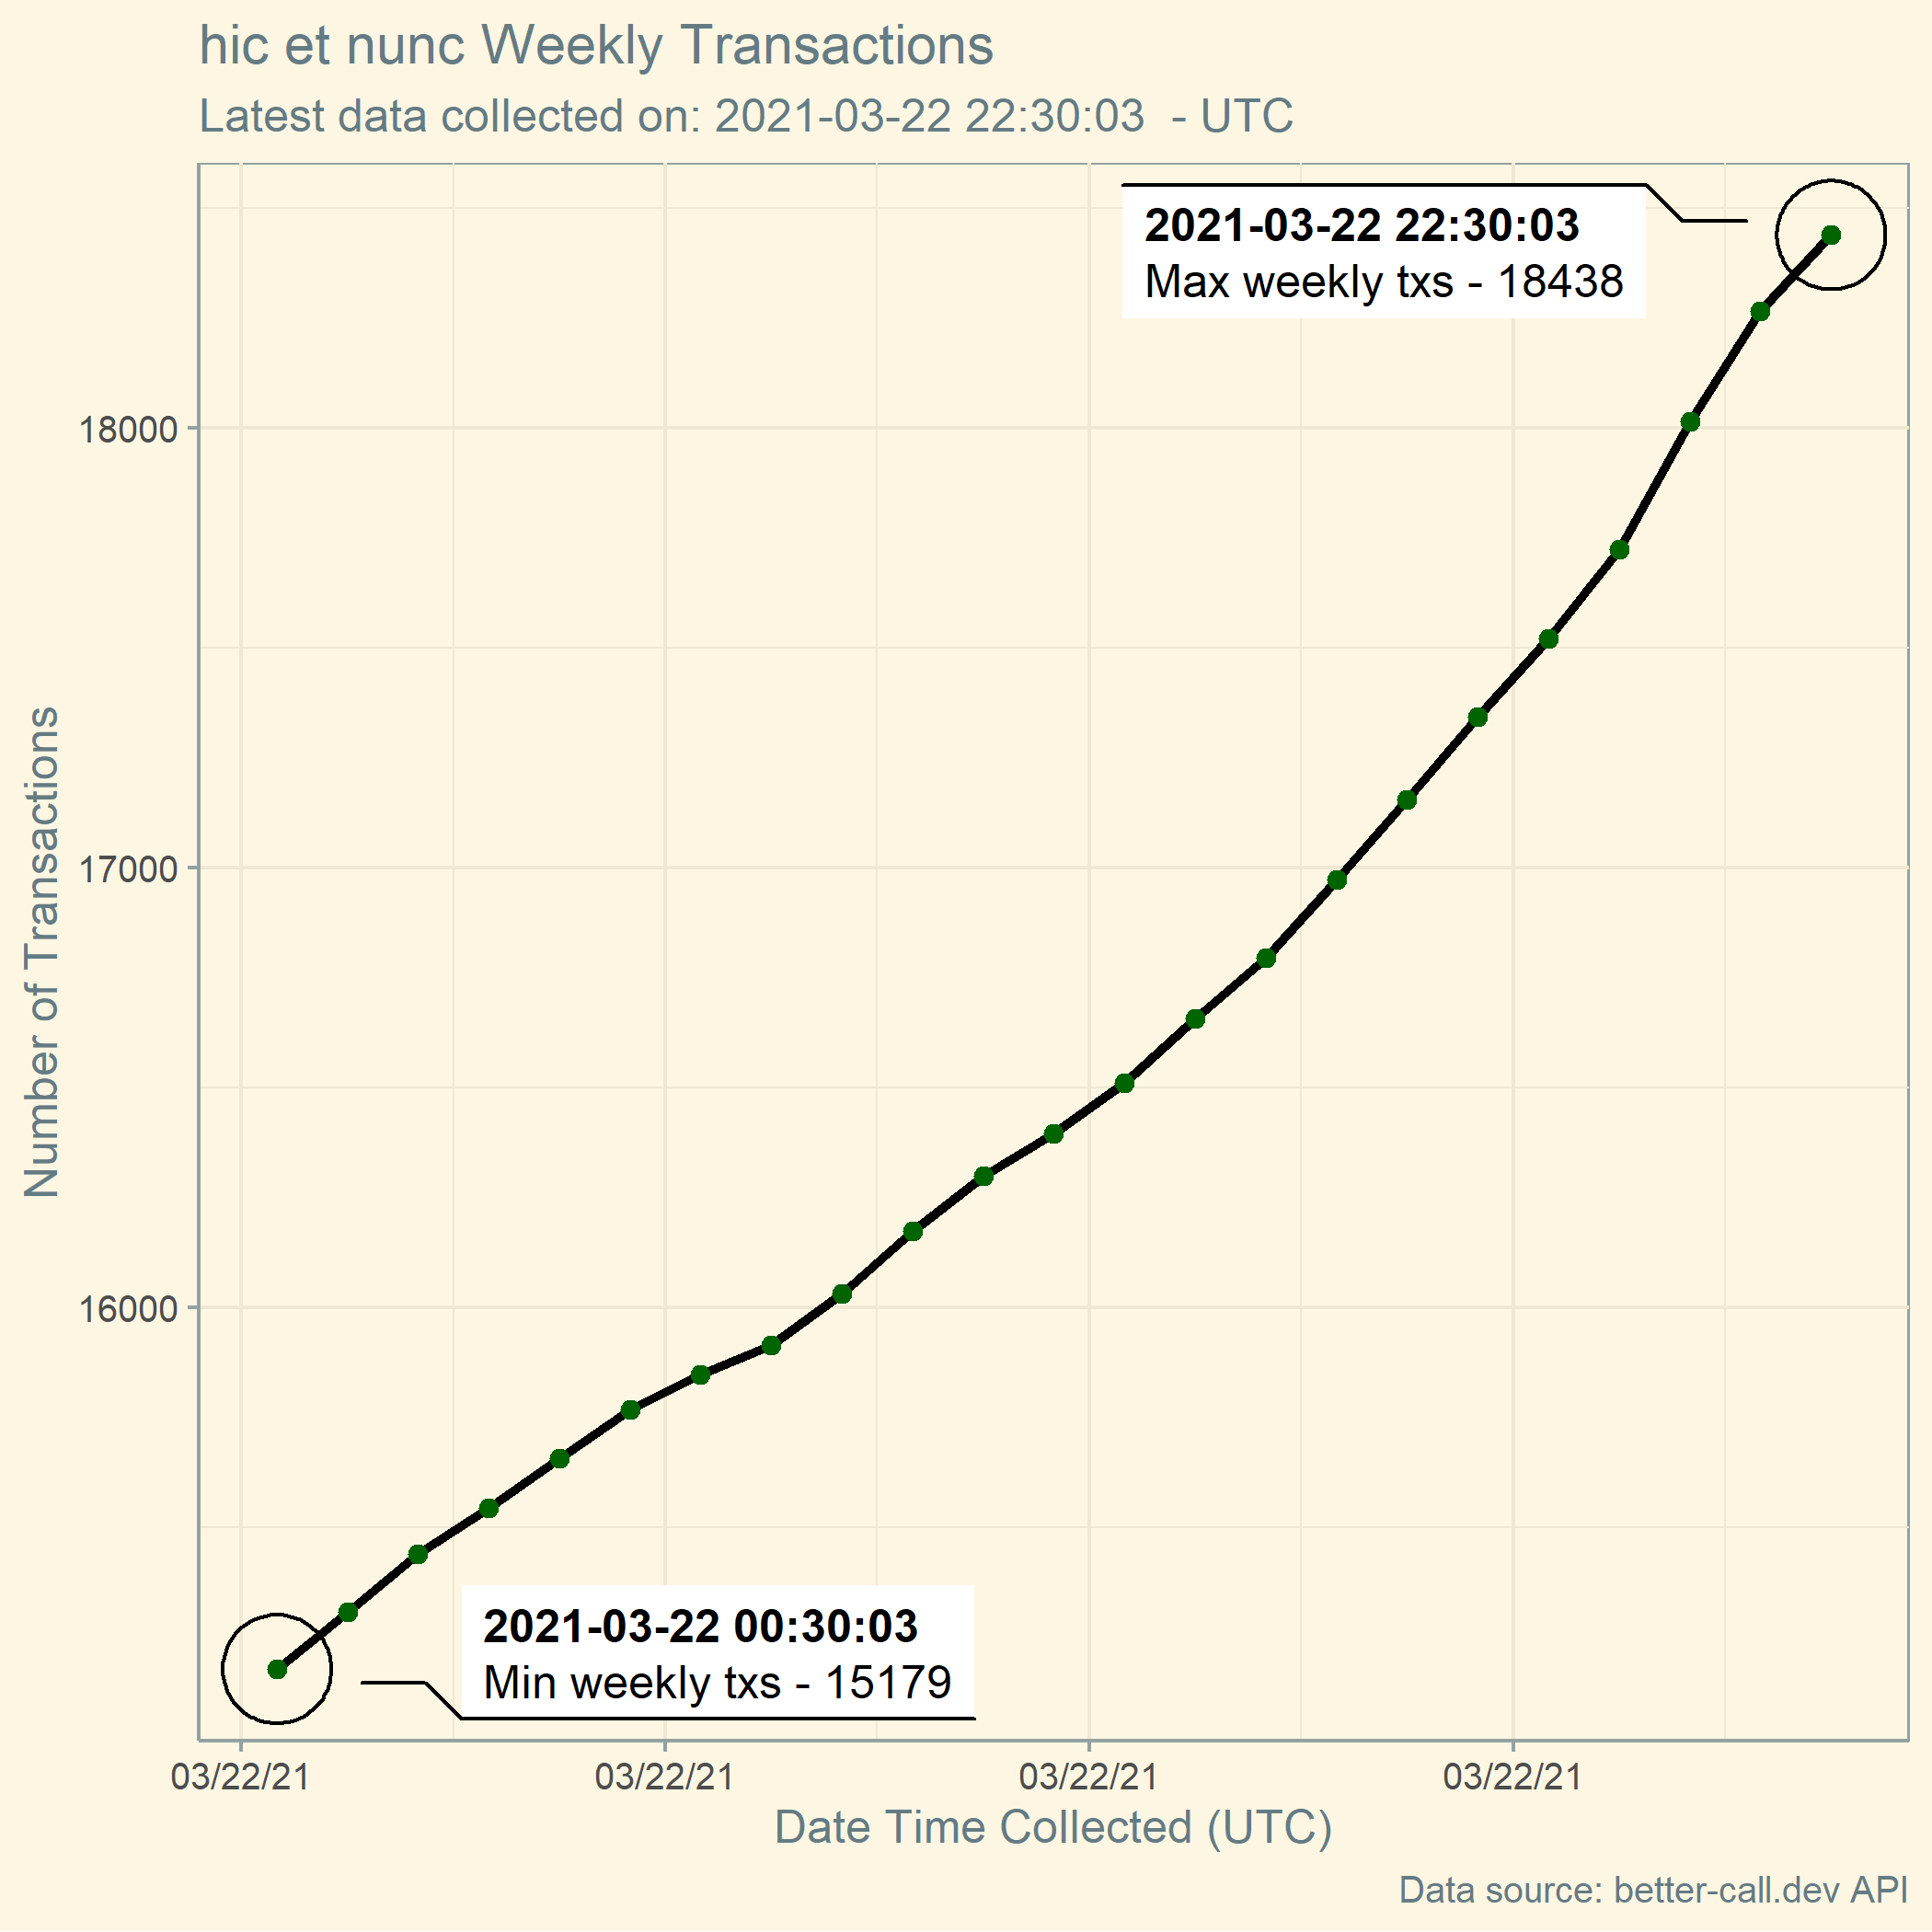 hic et nunc Weekly Transactions
Latest data collected on: 2021-03-22 22:30:03  - UTC
2021-03-22 22:30:03
Max weekly txs - 18438
18000
17000
16000
Number of Transactions
2021-03-22 00:30:03
Min weekly txs - 15179
03/22/21 03/22/21 03/22/21 03/22/21
Date Time Collected (UTC)
Data source: better-call.dev API